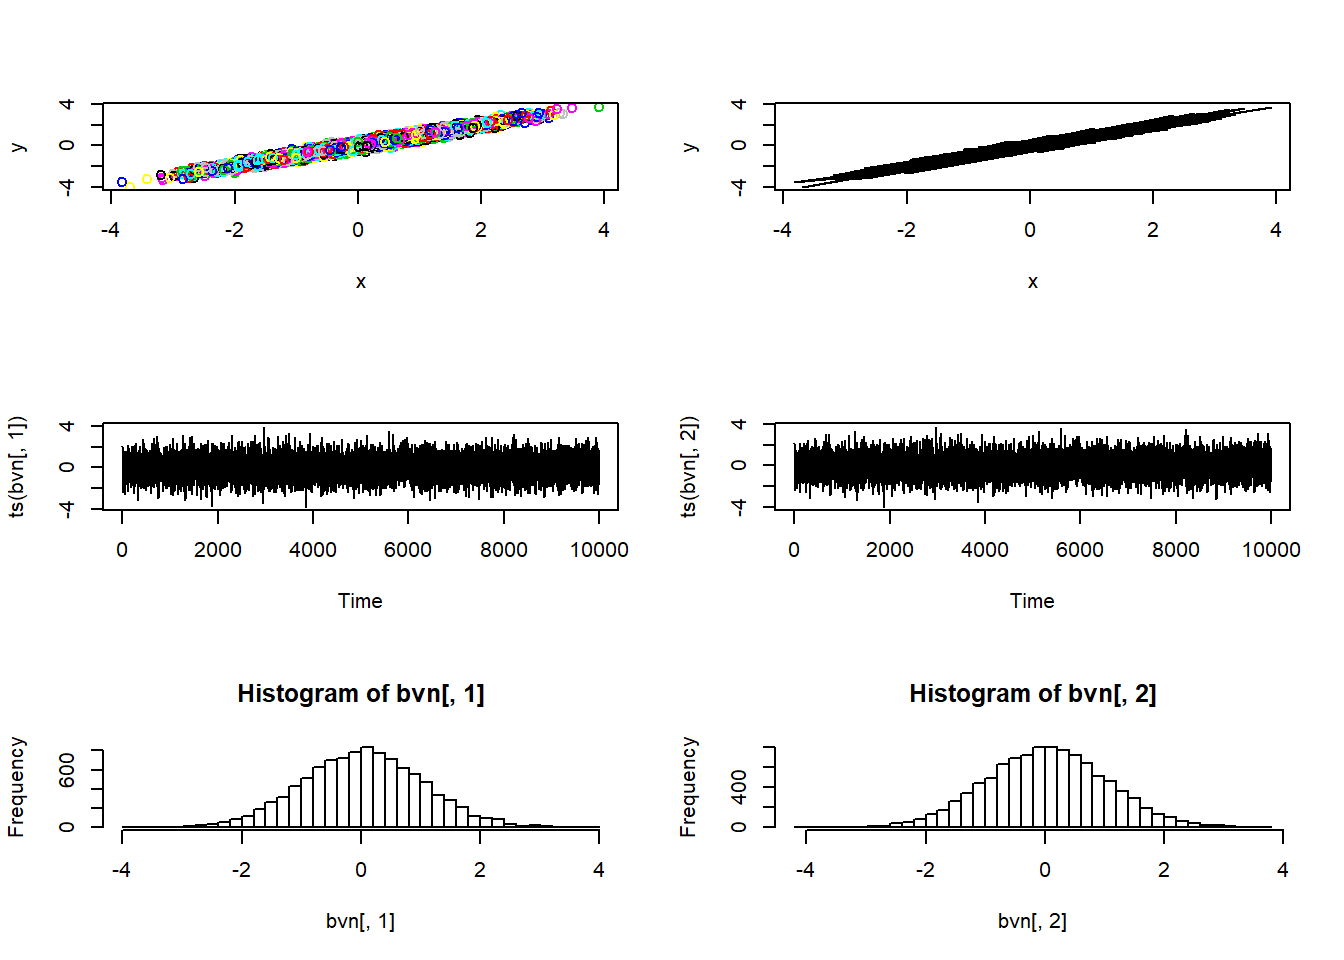 y
4
0
-4
-4 -2 0 2 4
x
y
4
0
-4
-4 -2 0 2 4
x
ts(bvn[, 1])
4
0
-4
0 2000 4000 6000 8000 10000
Time
ts(bvn[, 2])
4
0
-4
0 2000 4000 6000 8000 10000
Time
Histogram of bvn[, 1]
Frequency
600
0
-4 -2 0 2 4
bvn[, 1]
Histogram of bvn[, 2]
Frequency
400
0
-4 -2 0 2 4
bvn[, 2]